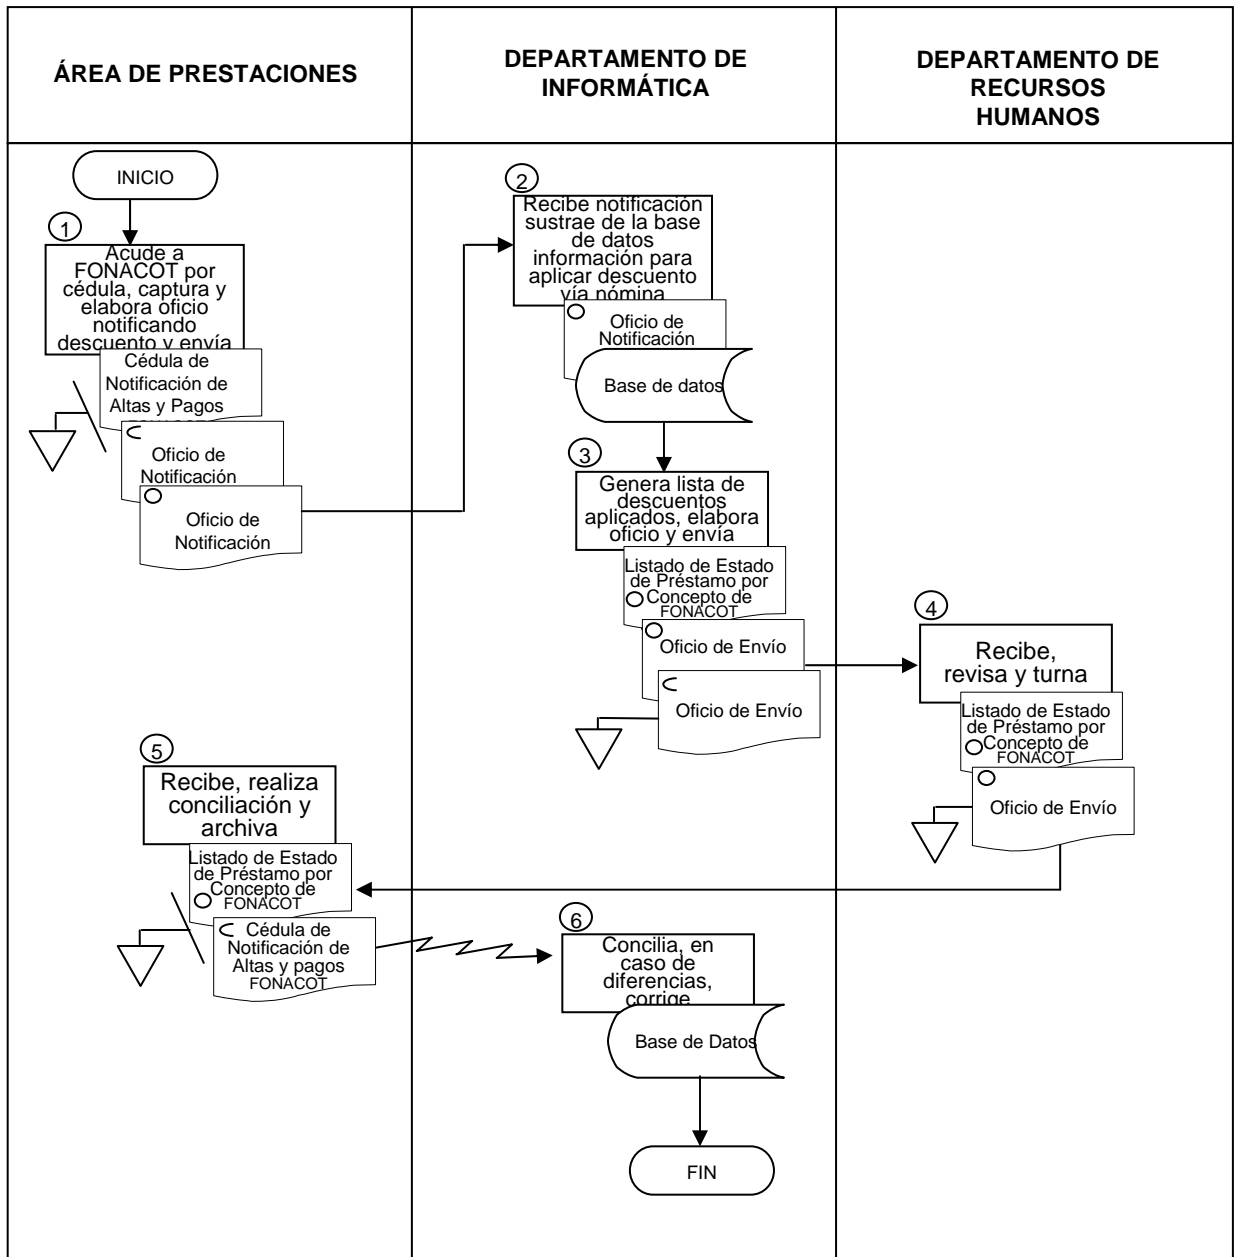 ÁREA DE PRESTACIONES
DEPARTAMENTO DE
INFORMÁTICA
DEPARTAMENTO DE
RECURSOS
HUMANOS
INICIO
1
Acude a
FONACOT por
cédula, captura y
elabora oficio
notificando
descuento y envía
Cédula de
Notificación de
Altas y Pagos
Oficio de
Notificación
Oficio de
Notificación
2
Recibe notificación
sustrae de la base
de datos
información para
aplicar descuento
vía nómina
Oficio de
Notificación
Base de datos
3
Genera lista de
descuentos
aplicados, elabora
oficio y envía
Listado de Estado
de Préstamo por
Concepto de
FONACOT
Oficio de Envío
Oficio de Envío
4
Recibe,
revisa y turna
Listado de Estado
de Préstamo por
Concepto de
FONACOT
Oficio de Envío
5
Recibe, realiza
conciliación y
archiva
Listado de Estado
de Préstamo por
Concepto de
FONACOT
Cédula de
Notificación de
Altas y pagos
FONACOT
6
Concilia, en
caso de
diferencias,
corrige
Base de Datos
FIN